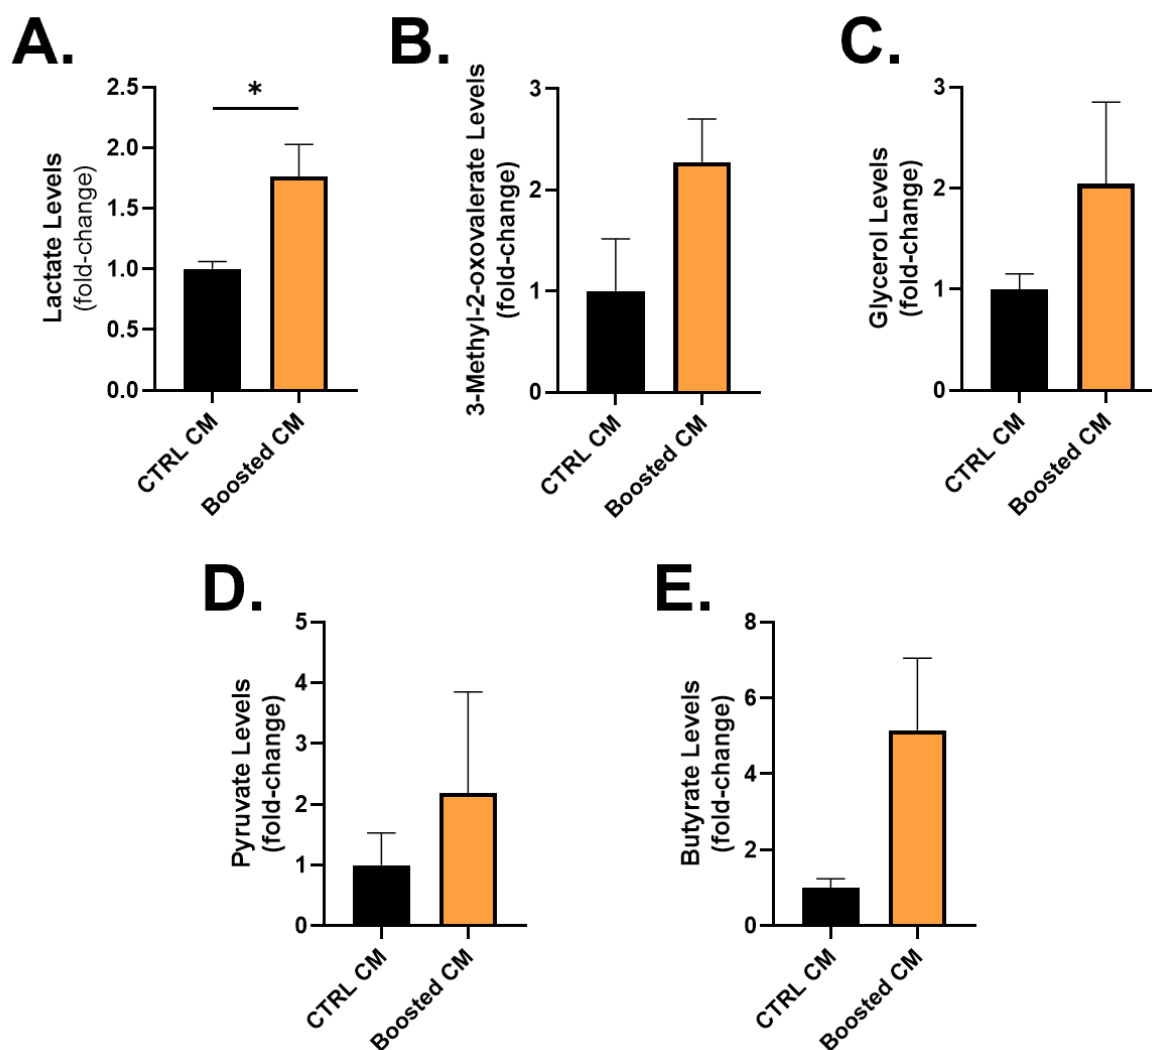 A.
Lactate Levels
(fold-change)
2.5
2.0
1.5
1.0
0.5
0.0
*
CTRL CM
Boosted CM
B.
3-Methyl-2-oxovalerate Levels
(fold-change)
3
2
1
0
CTRL CM
Boosted CM
C.
Glycerol Levels
(fold-change)
3
2
1
0
CTRL CM
Boosted CM
D.
Pyruvate Levels
(fold-change)
5
4
3
2
1
0
CTRL CM
Boosted CM
E.
Butyrate Levels
(fold-change)
8
6
4
2
0
CTRL CM
Boosted CM